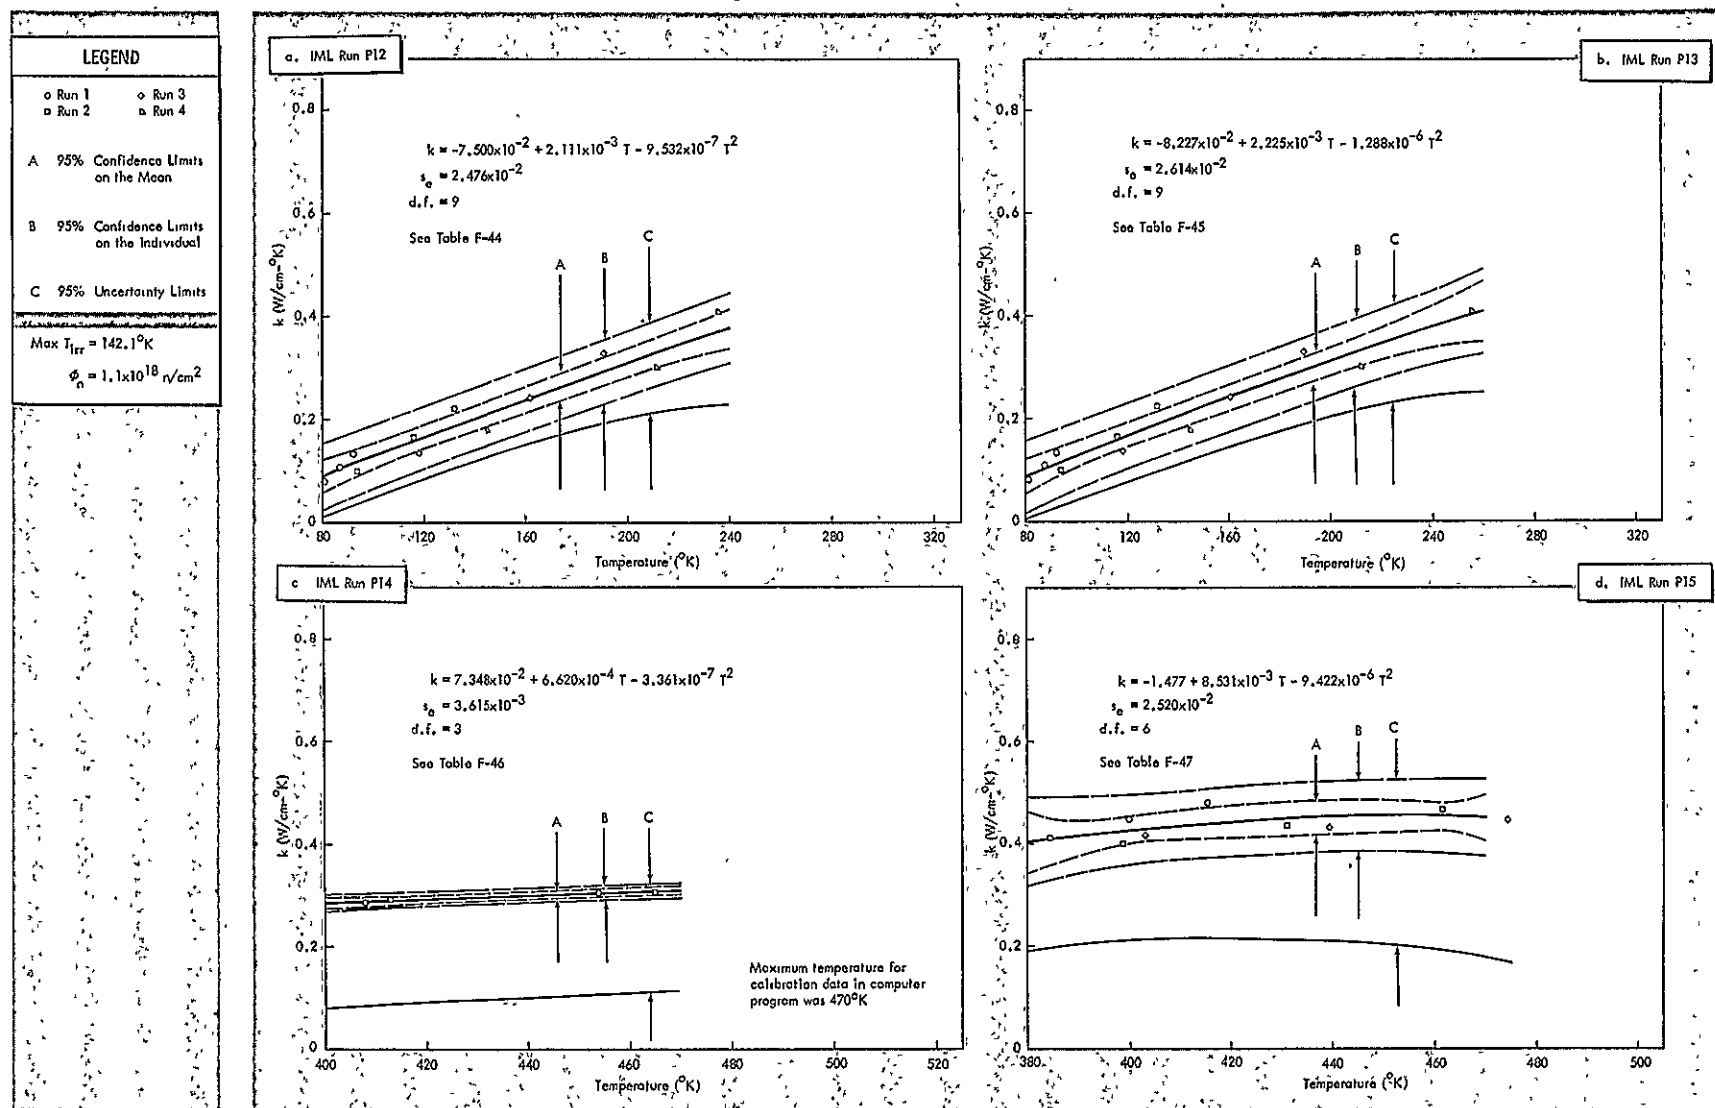 LEGEND
○ Run 1 ◇ Run 3
□ Run 2 ⊿ Run 4
A 95% Confidence Limits
on the Mean
B 95% Confidence Limits
on the Individual
C 95% Uncertainty Limits
Max T_irr = 142.1°K
ϕ_n = 1.1x10^18 n/cm^2
a. IML Run P12
k = -7.500x10^-2 + 2.111x10^-3 T - 9.532x10^-7 T^2
s_e = 2.476x10^-2
d.f. = 9
See Table F-44
A B C
k (W/cm-°K)
0.8
0.6
0.4
0.2
0
80 120 160 200 240 280 320
Temperature (°K)
b. IML Run P13
k = -8.227x10^-2 + 2.225x10^-3 T - 1.288x10^-6 T^2
s_e = 2.614x10^-2
d.f. = 9
See Table F-45
A B C
k (W/cm-°K)
0.8
0.6
0.4
0.2
0
80 120 160 200 240 280 320
Temperature (°K)
c IML Run P14
k = 7.348x10^-2 + 6.620x10^-4 T - 3.361x10^-7 T^2
s_e = 3.615x10^-3
d.f. = 3
See Table F-46
A B C
k (W/cm-°K)
0.8
0.6
0.4
0.2
0
Maximum temperature for
calibration data in computer
program was 470°K
400 420 440 460 480 500 520
Temperature (°K)
d. IML Run P15
k = -1.477 + 8.531x10^-3 T - 9.422x10^-6 T^2
s_e = 2.520x10^-2
d.f. = 6
See Table F-47
A B C
k (W/cm-°K)
0.8
0.6
0.4
0.2
0
380 400 420 440 460 480 500
Temperature (°K)